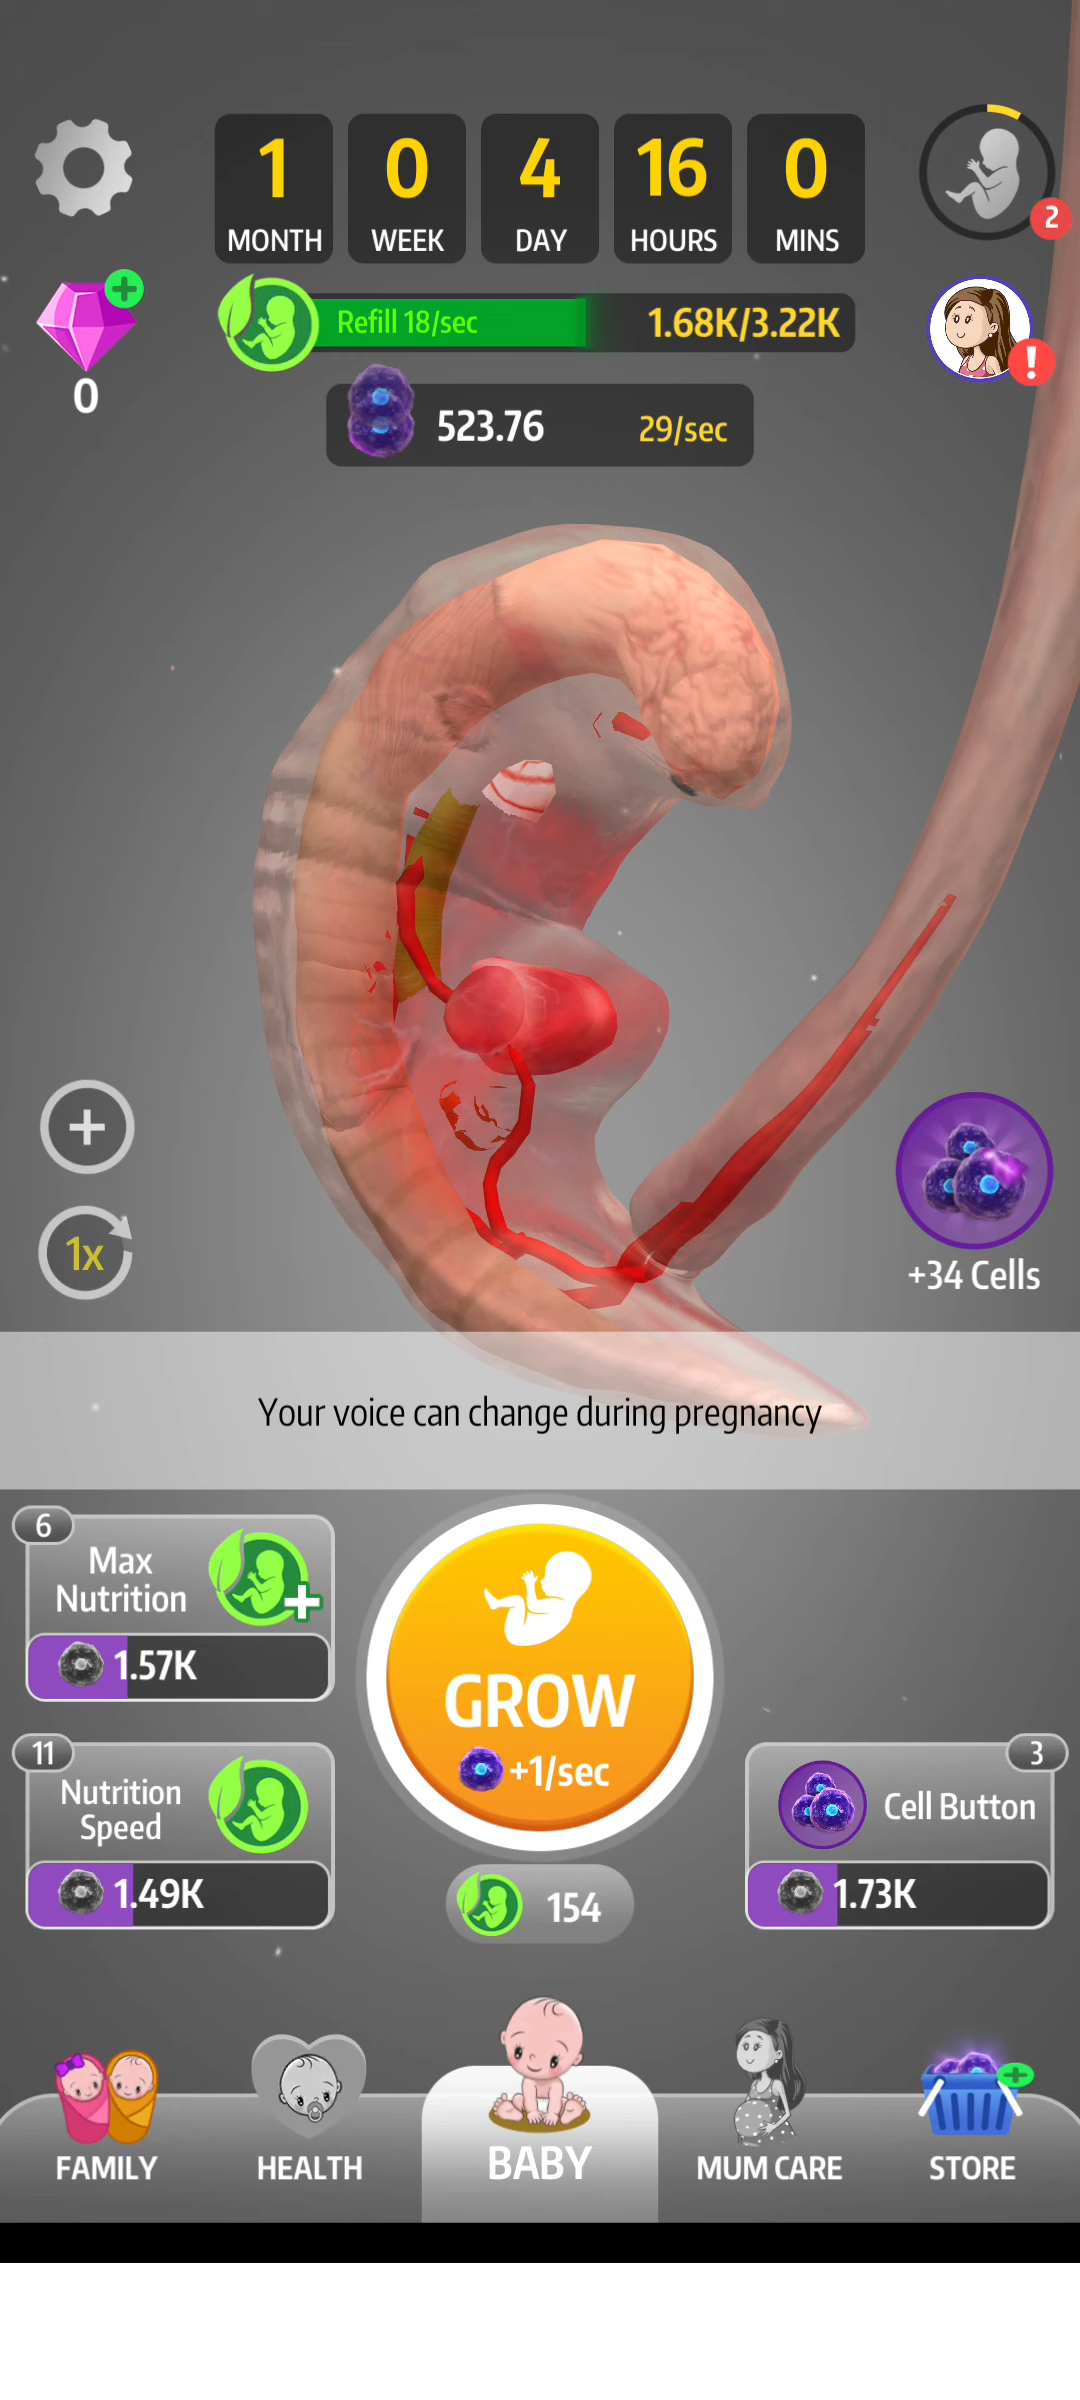 1
MONTH
0
WEEK
4
DAY
16
HOURS
0
MINS
2
Refill 18/sec
1.68K/3.22K
0
!
523.76
29/sec
1x
+34 Cells
Your voice can change during pregnancy
6
Max
Nutrition
1.57K
GROW
+1/sec
11
Nutrition
Speed
1.49K
154
3
Cell Button
1.73K
FAMILY
HEALTH
BABY
MUM CARE
STORE